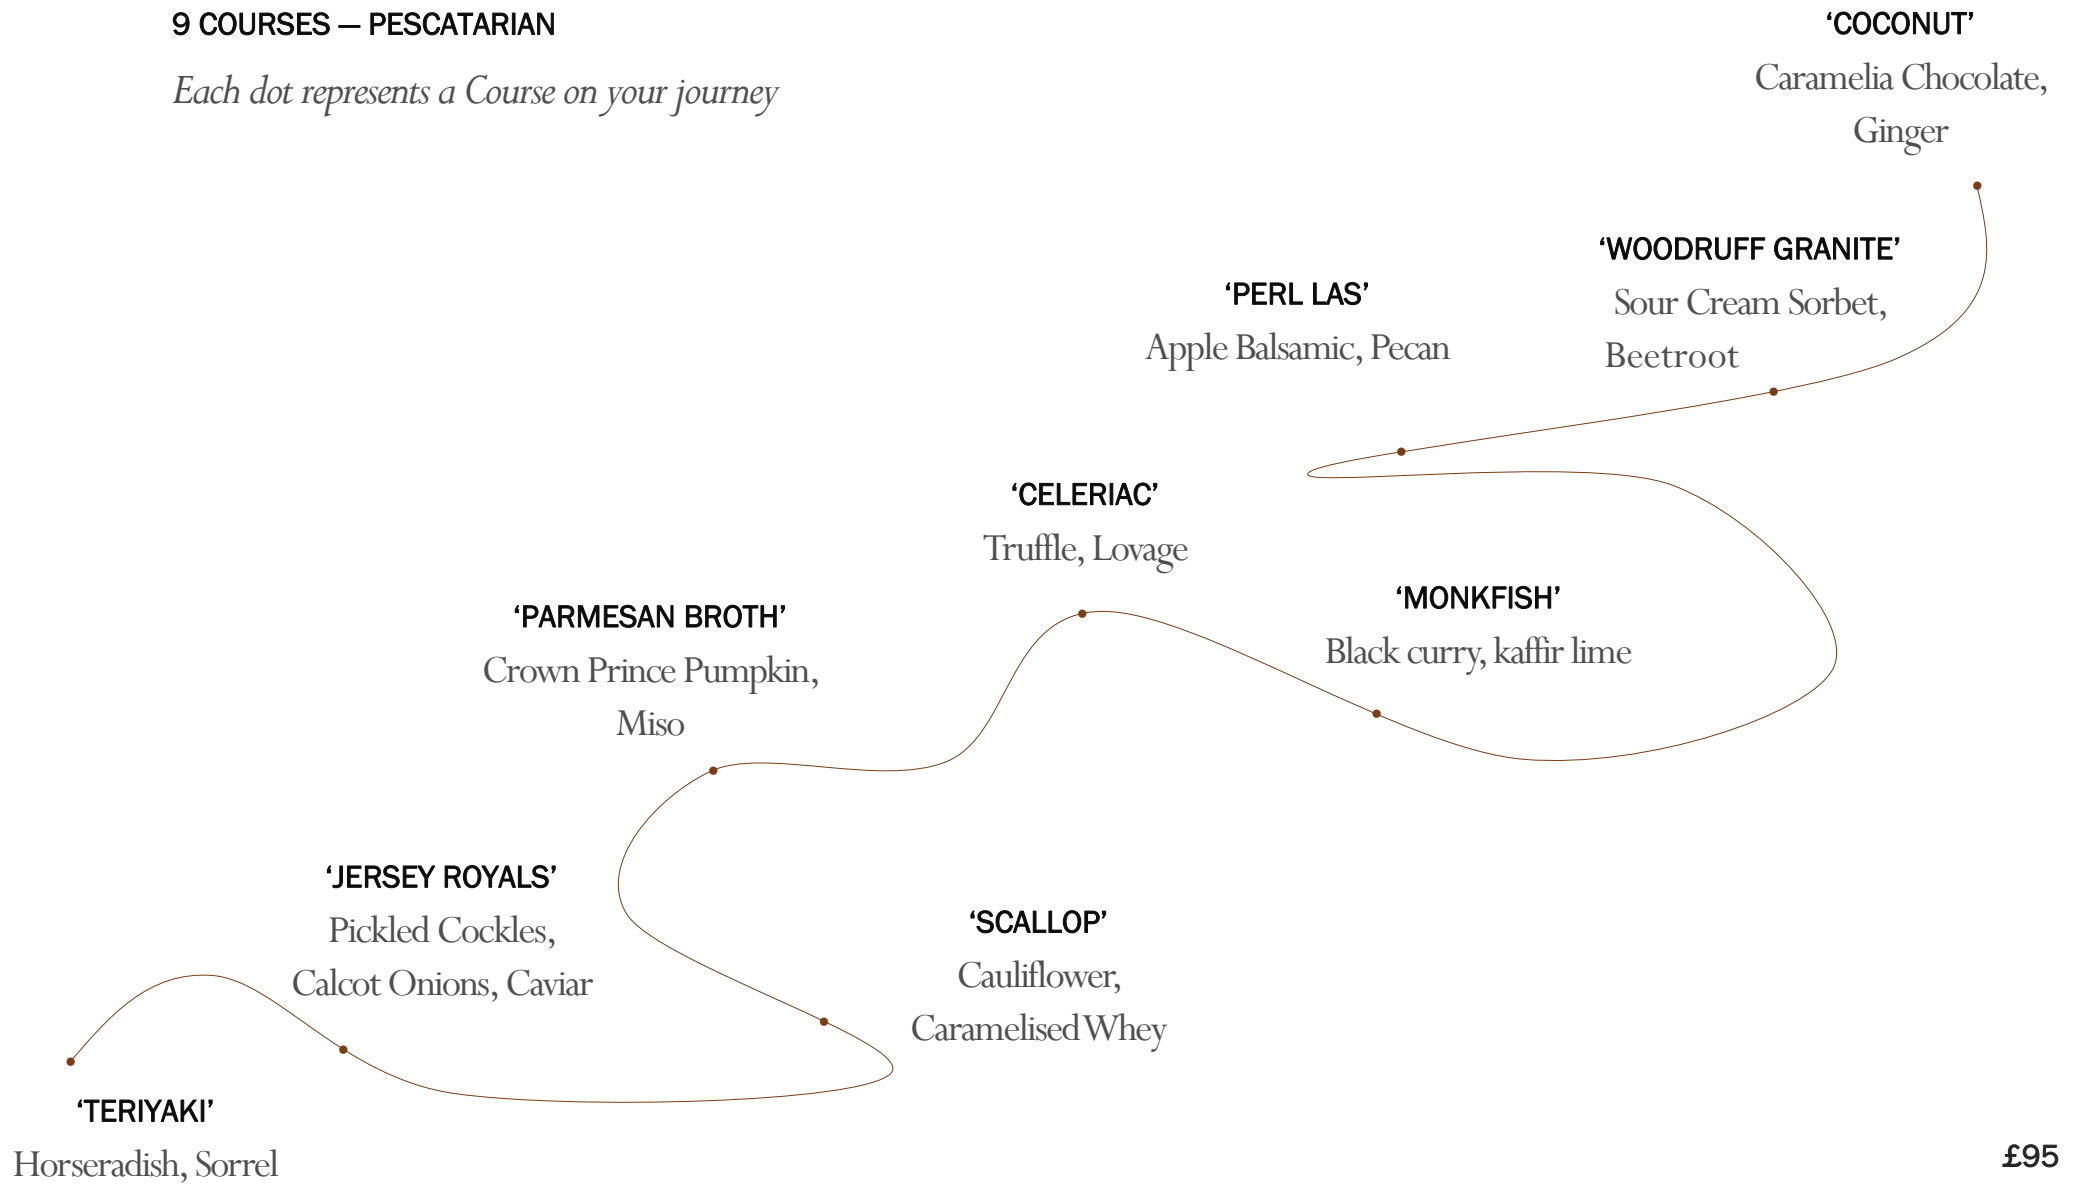 9 COURSES — PESCATARIAN
Each dot represents a Course on your journey
‘COCONUT’
Caramelia Chocolate,
Ginger
‘WOODRUFF GRANITE’
Sour Cream Sorbet,
Beetroot
‘PERL LAS’
Apple Balsamic, Pecan
‘CELERIAC’
Truffle, Lovage
‘MONKFISH’
Black curry, kaffir lime
‘PARMESAN BROTH’
Crown Prince Pumpkin,
Miso
‘JERSEY ROYALS’
Pickled Cockles,
Calcot Onions, Caviar
‘SCALLOP’
Cauliflower,
Caramelised Whey
‘TERIYAKI’
Horseradish, Sorrel
£95